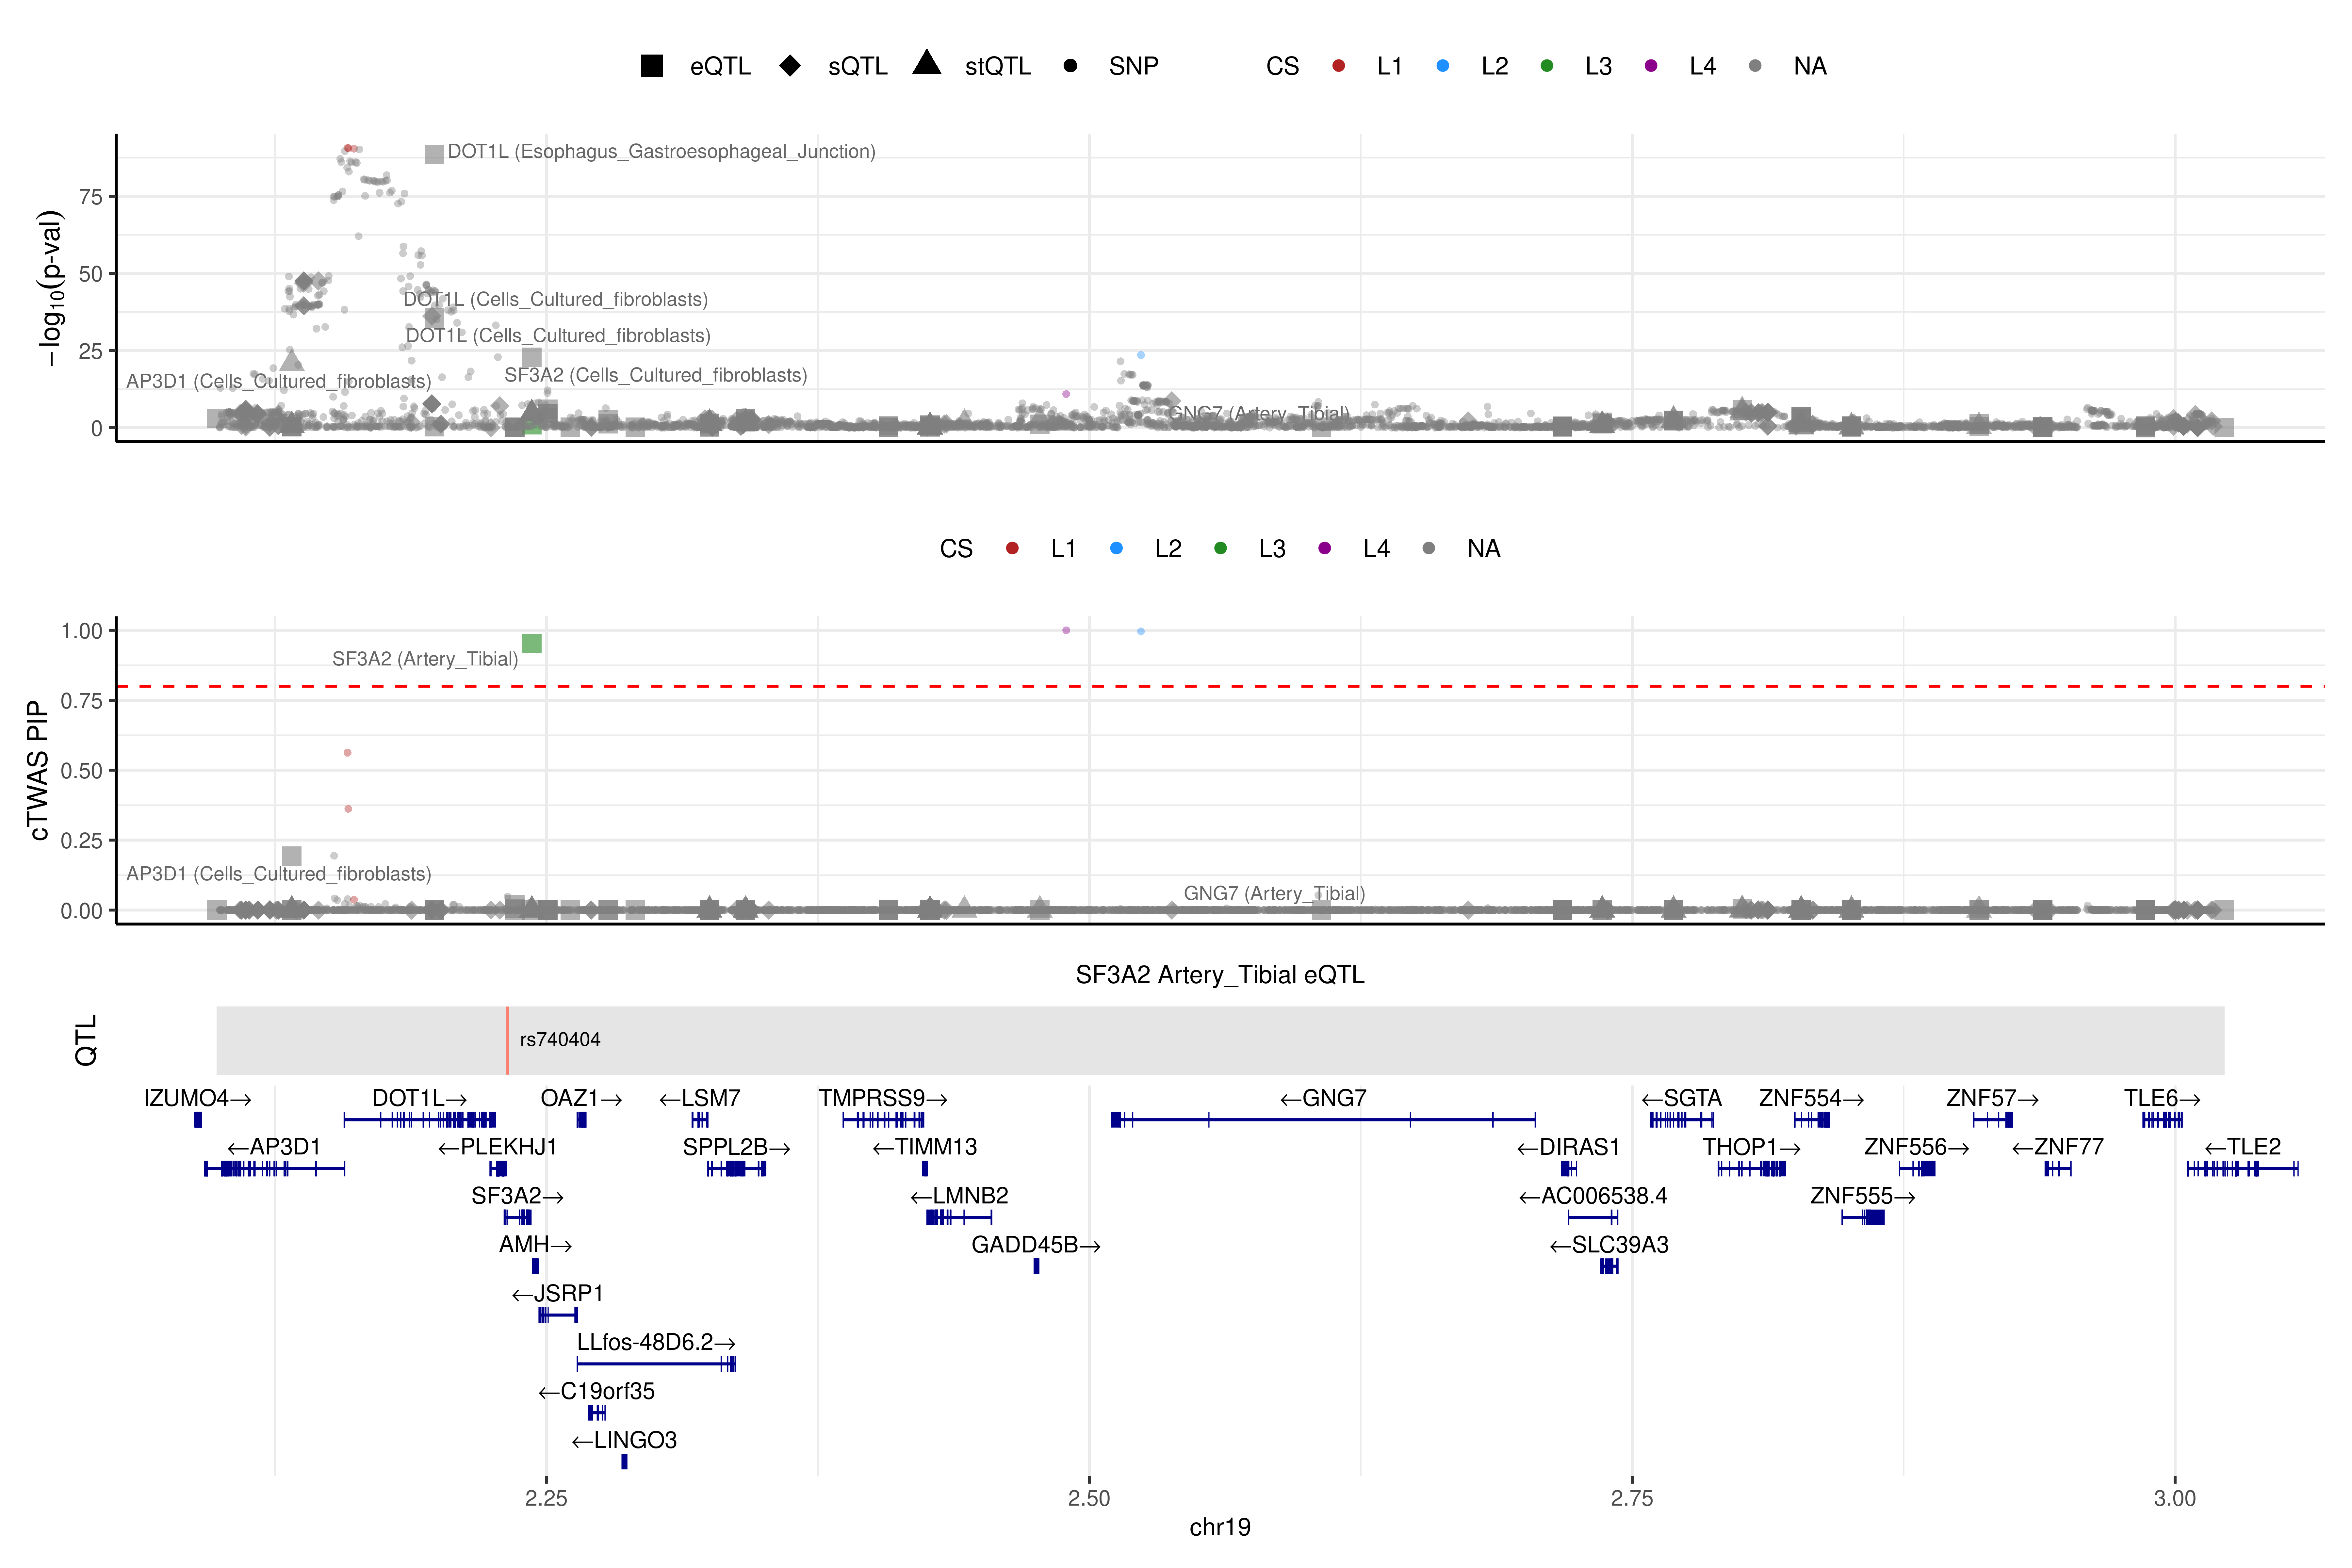 eQTL sQTL stQTL SNP CS L1 L2 L3 L4 NA
−log10(p-val)
75
50
25
0
DOT1L (Esophagus_Gastroesophageal_Junction)
DOT1L (Cells_Cultured_fibroblasts)
DOT1L (Cells_Cultured_fibroblasts)
SF3A2 (Cells_Cultured_fibroblasts)
AP3D1 (Cells_Cultured_fibroblasts)
GNG7 (Artery_Tibial)
CS L1 L2 L3 L4 NA
cTWAS PIP
1.00
0.75
0.50
0.25
0.00
SF3A2 (Artery_Tibial)
AP3D1 (Cells_Cultured_fibroblasts)
GNG7 (Artery_Tibial)
SF3A2 Artery_Tibial eQTL
QTL
rs740404
IZUMO4→ DOT1L→ OAZ1→ ←LSM7 TMPRSS9→ ←GNG7 ←SGTA ZNF554→ ZNF57→ TLE6→
←AP3D1 ←PLEKHJ1 SPPL2B→ ←TIMM13 ←DIRAS1 THOP1→ ZNF556→ ←ZNF77 ←TLE2
SF3A2→ ←LMNB2 ←AC006538.4 ZNF555→
AMH→ GADD45B→ ←SLC39A3
←JSRP1
LLfos-48D6.2→
←C19orf35
←LINGO3
2.25 2.50 2.75 3.00
chr19